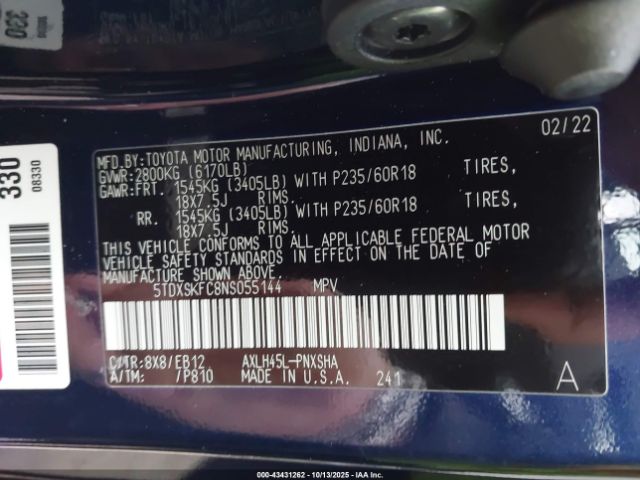 02/22
MFD.BY:TOYOTA MOTOR MANUFACTURING, INDIANA, INC.
GVWR:2800KG (6170LB)
GAWR:FRT. 1545KG (3405LB) WITH P235/60R18 TIRES,
18X7.5J RIMS.
RR. 1545KG (3405LB) WITH P235/60R18 TIRES,
18X7.5J RIMS.
THIS VEHICLE CONFORMS TO ALL APPLICABLE FEDERAL MOTOR
VEHICLE SAFETY STANDARDS IN EFFECT ON THE DATE OF
MANUFACTURE SHOWN ABOVE.
5TDXSKFC8NS055144 MPV
C/TR:8X8/EB12 AXLH45L-PNXSHA
A/TM: /P810 MADE IN U.S.A. 241
A
330
08330
330
000-43431262 - 10/13/2025 - IAA, Inc.